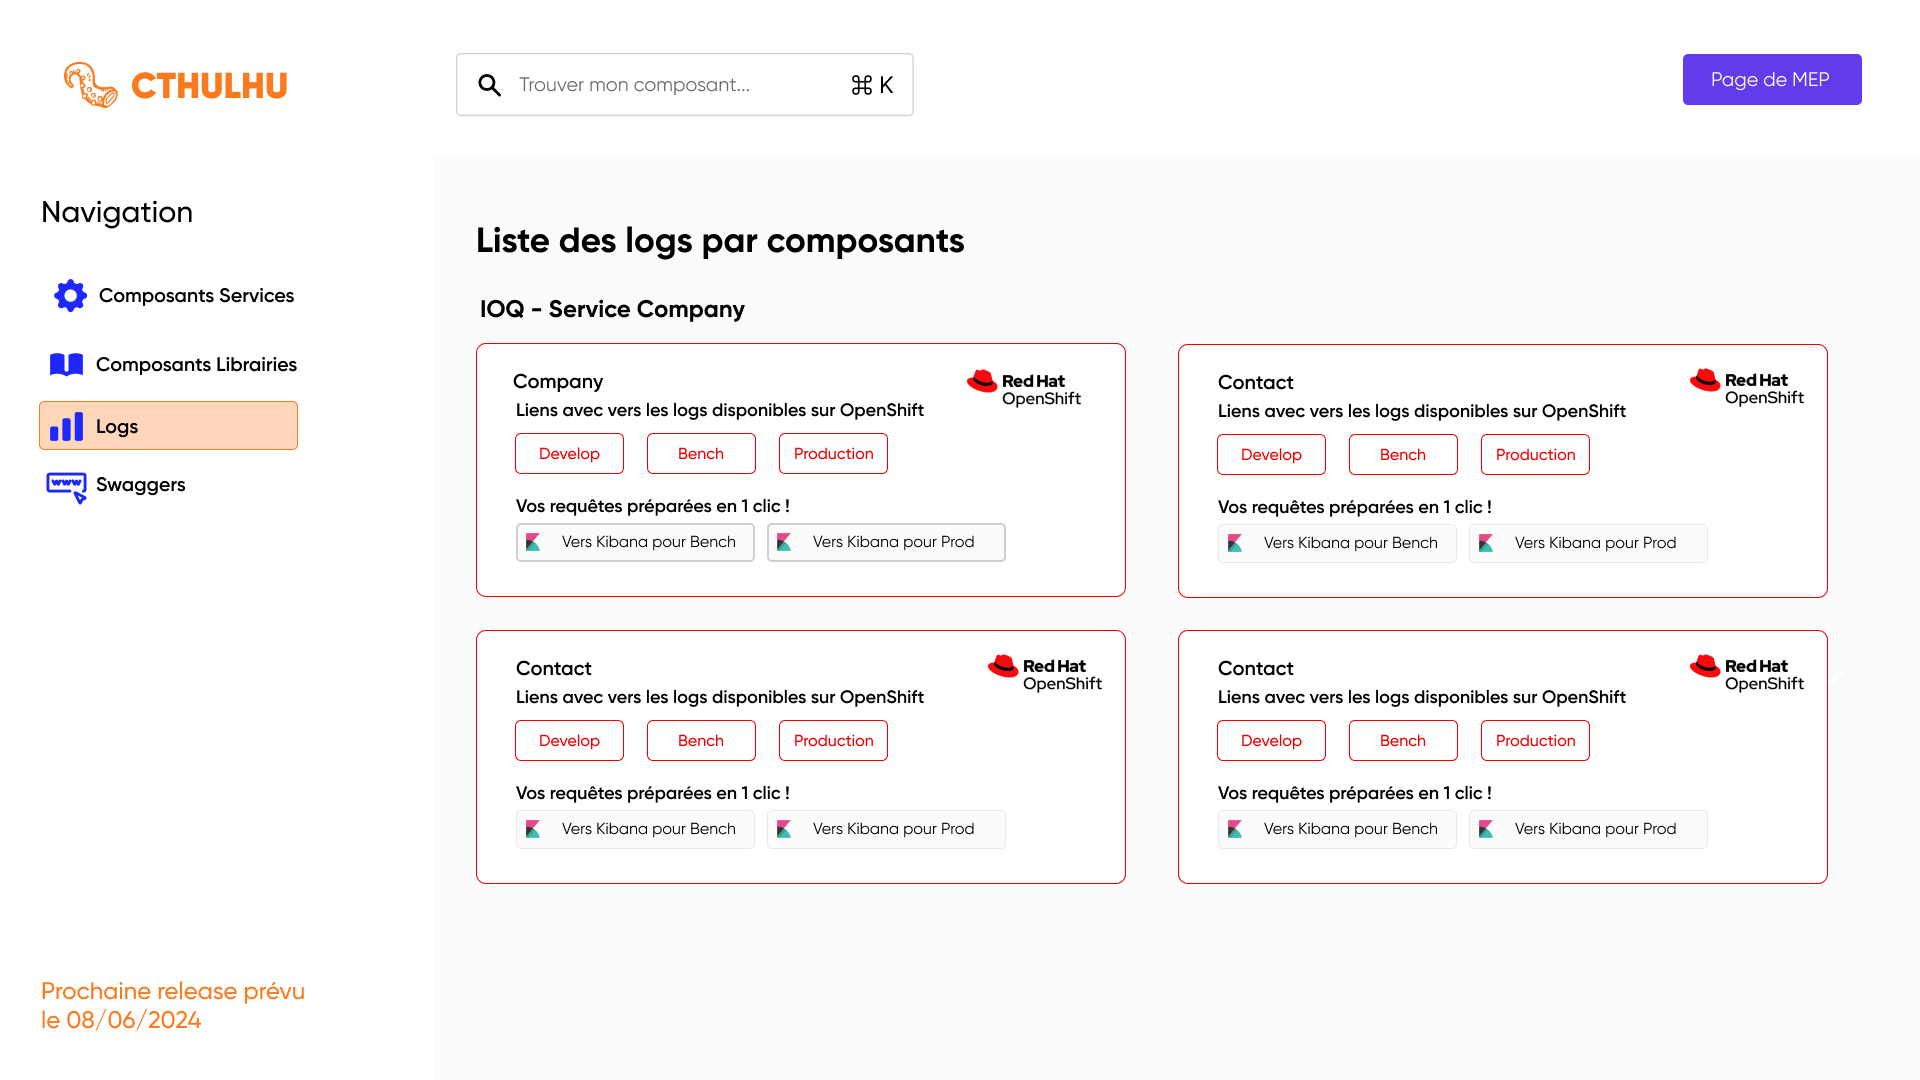 CTHULHU
Trouver mon composant...
⌘ K
Page de MEP
Navigation
Composants Services
Composants Librairies
Logs
www
Swaggers
Prochaine release prévu
le 08/06/2024
Liste des logs par composants
IOQ - Service Company
Company
Red Hat
OpenShift
Liens avec vers les logs disponibles sur OpenShift
Develop
Bench
Production
Vos requêtes préparées en 1 clic !
Vers Kibana pour Bench
Vers Kibana pour Prod
Contact
Red Hat
OpenShift
Liens avec vers les logs disponibles sur OpenShift
Develop
Bench
Production
Vos requêtes préparées en 1 clic !
Vers Kibana pour Bench
Vers Kibana pour Prod
Contact
Red Hat
OpenShift
Liens avec vers les logs disponibles sur OpenShift
Develop
Bench
Production
Vos requêtes préparées en 1 clic !
Vers Kibana pour Bench
Vers Kibana pour Prod
Contact
Red Hat
OpenShift
Liens avec vers les logs disponibles sur OpenShift
Develop
Bench
Production
Vos requêtes préparées en 1 clic !
Vers Kibana pour Bench
Vers Kibana pour Prod